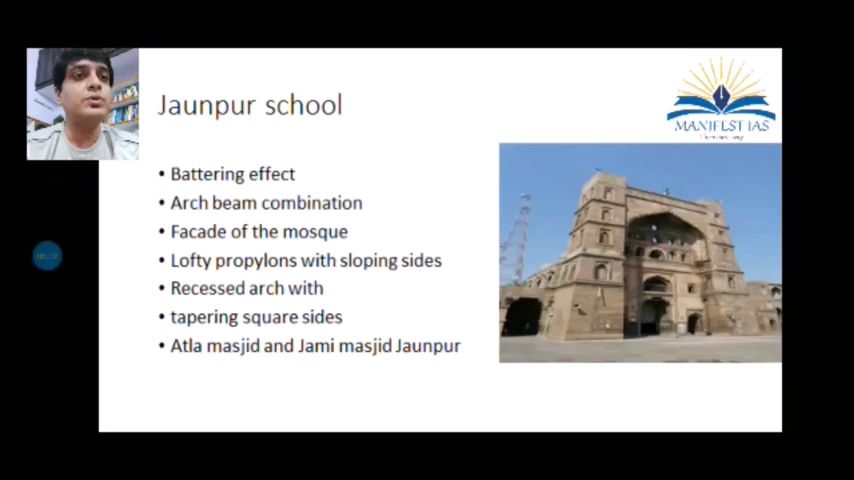 Jaunpur school
MANIFEST IAS
• Battering effect
• Arch beam combination
• Facade of the mosque
• Lofty propylons with sloping sides
• Recessed arch with
• tapering square sides
• Atla masjid and Jami masjid Jaunpur